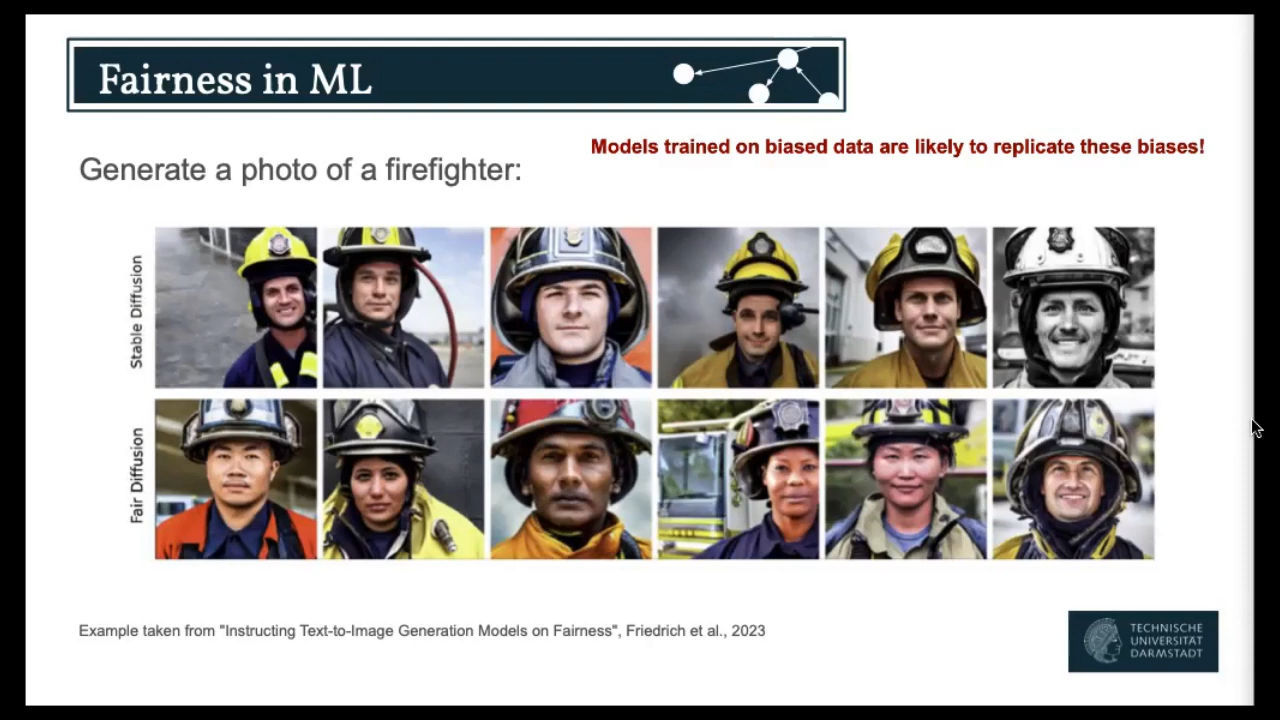 Fairness in ML
Models trained on biased data are likely to replicate these biases!
Generate a photo of a firefighter:
Stable Diffusion
Fair Diffusion
Example taken from "Instructing Text-to-Image Generation Models on Fairness", Friedrich et al., 2023
TECHNISCHE
UNIVERSITÄT
DARMSTADT